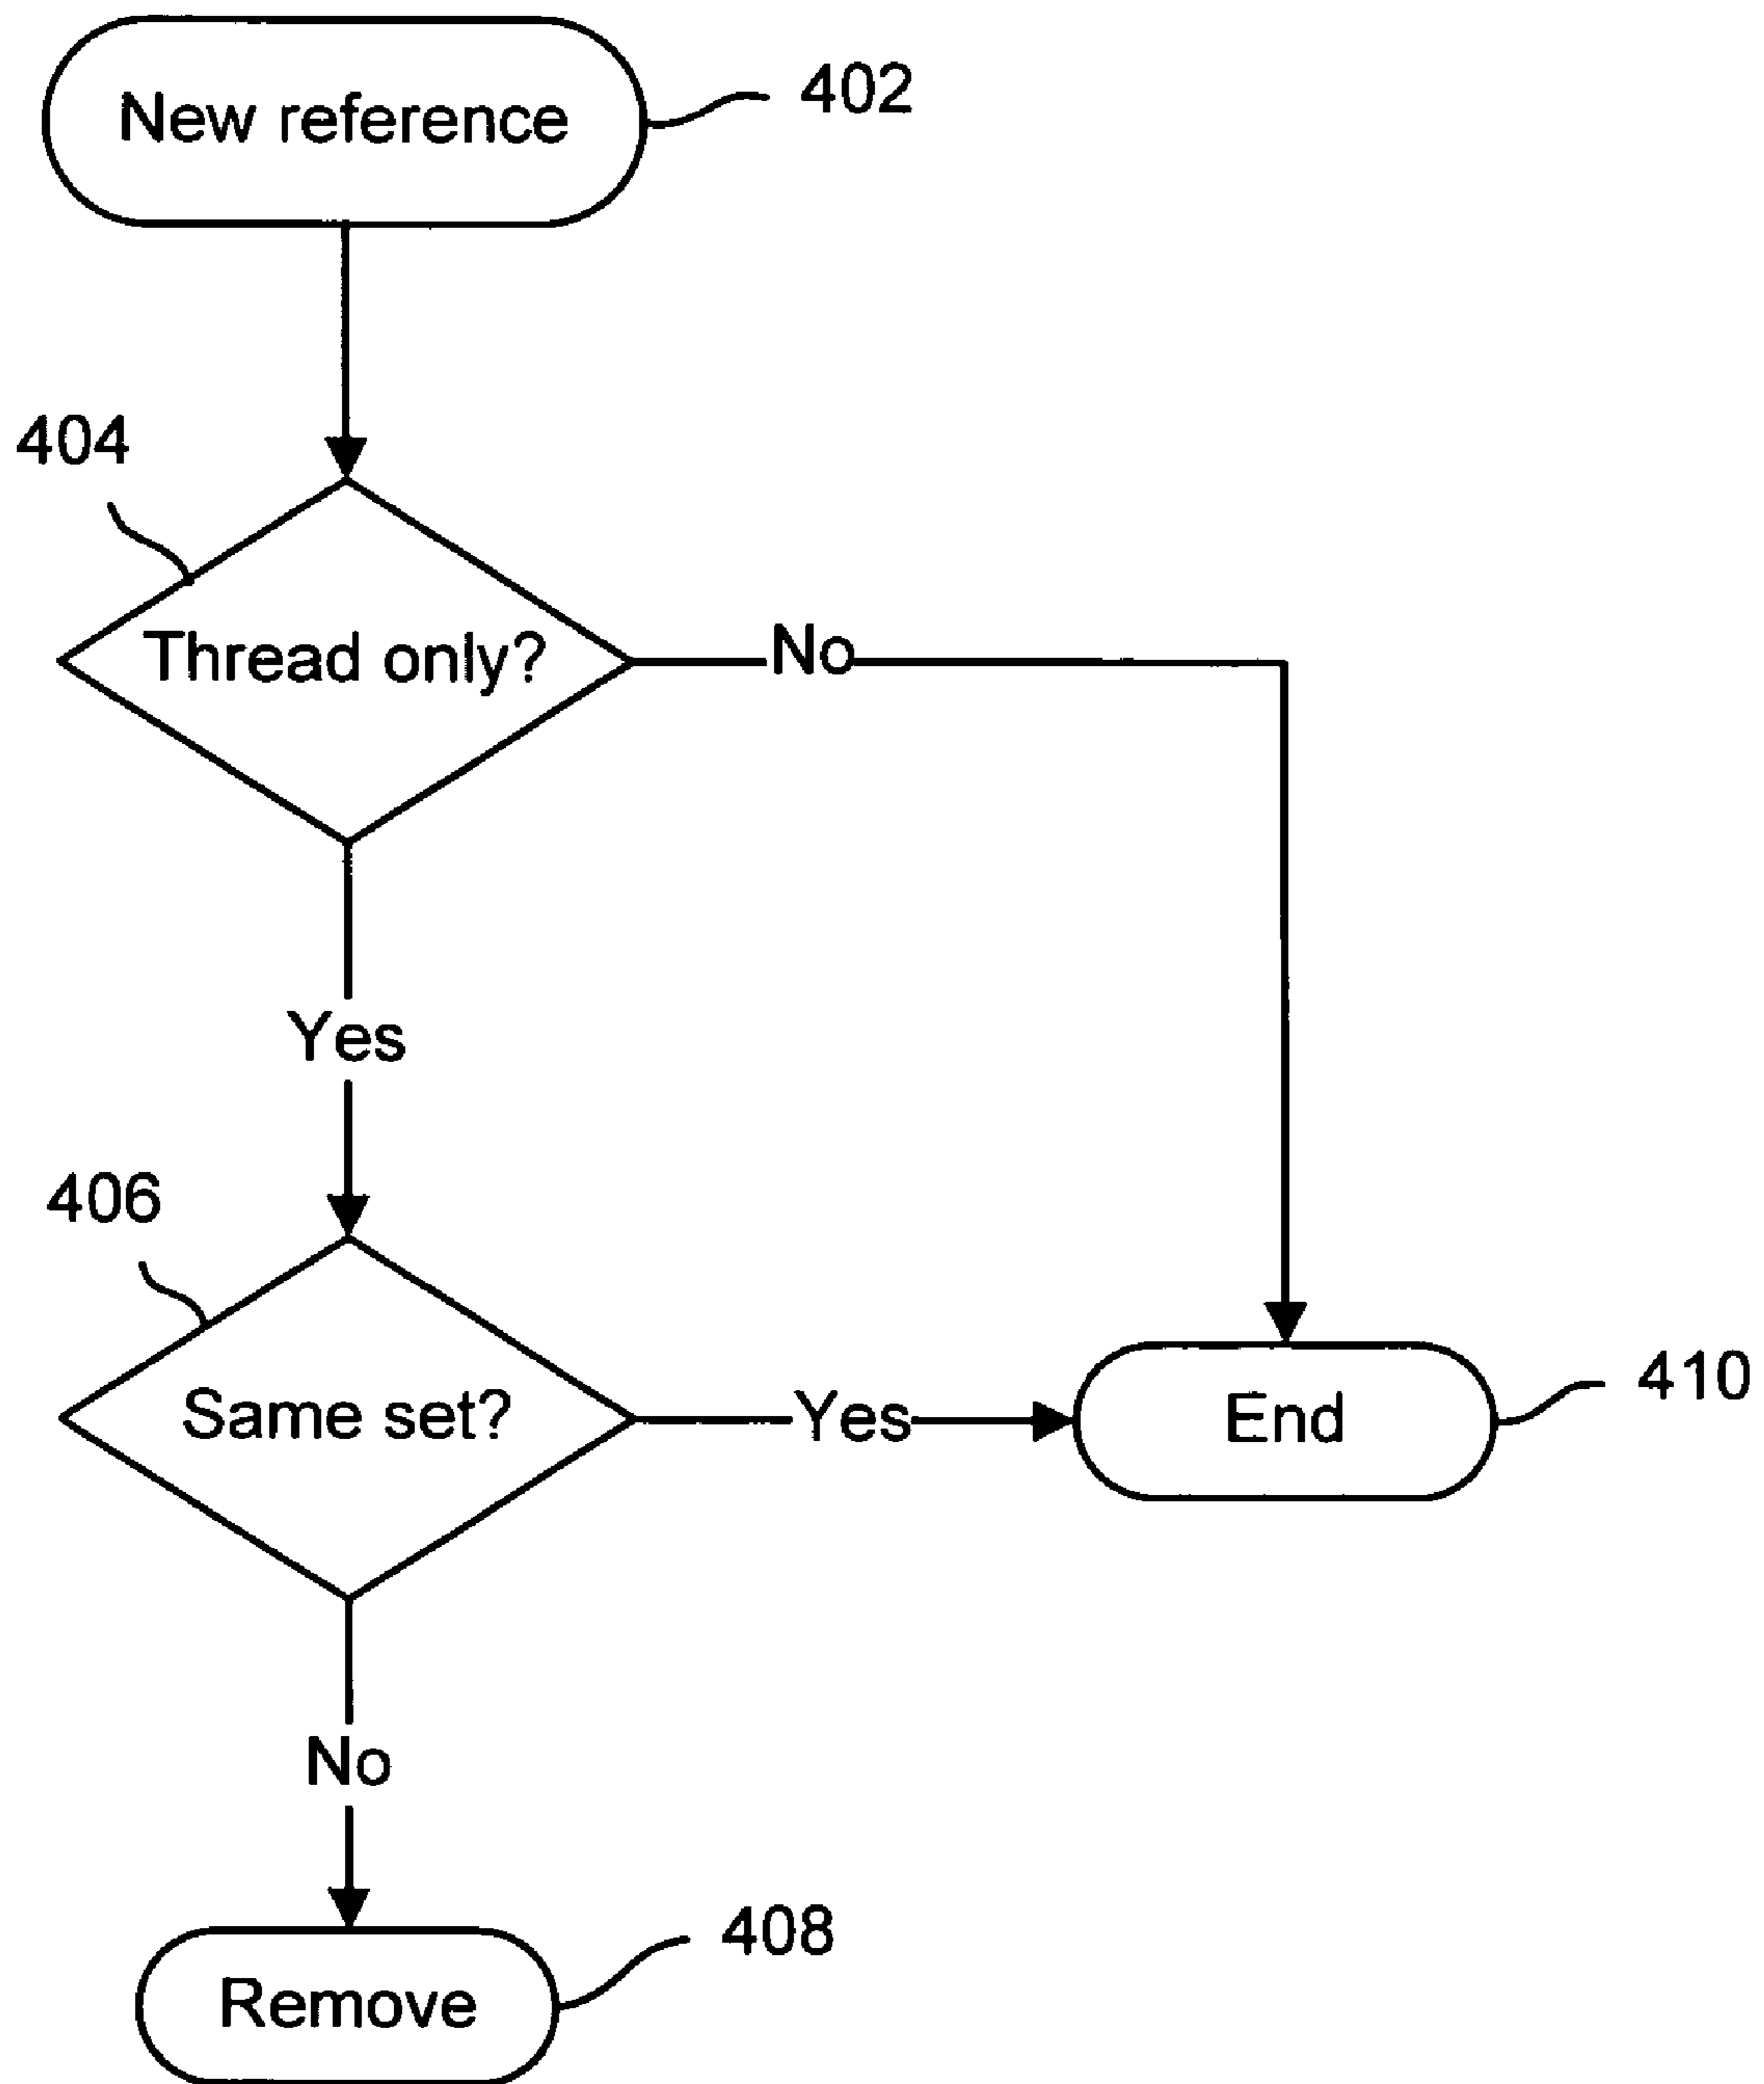 New reference
402
404
Thread only?
No
Yes
406
Same set?
Yes
End
410
No
408
Remove